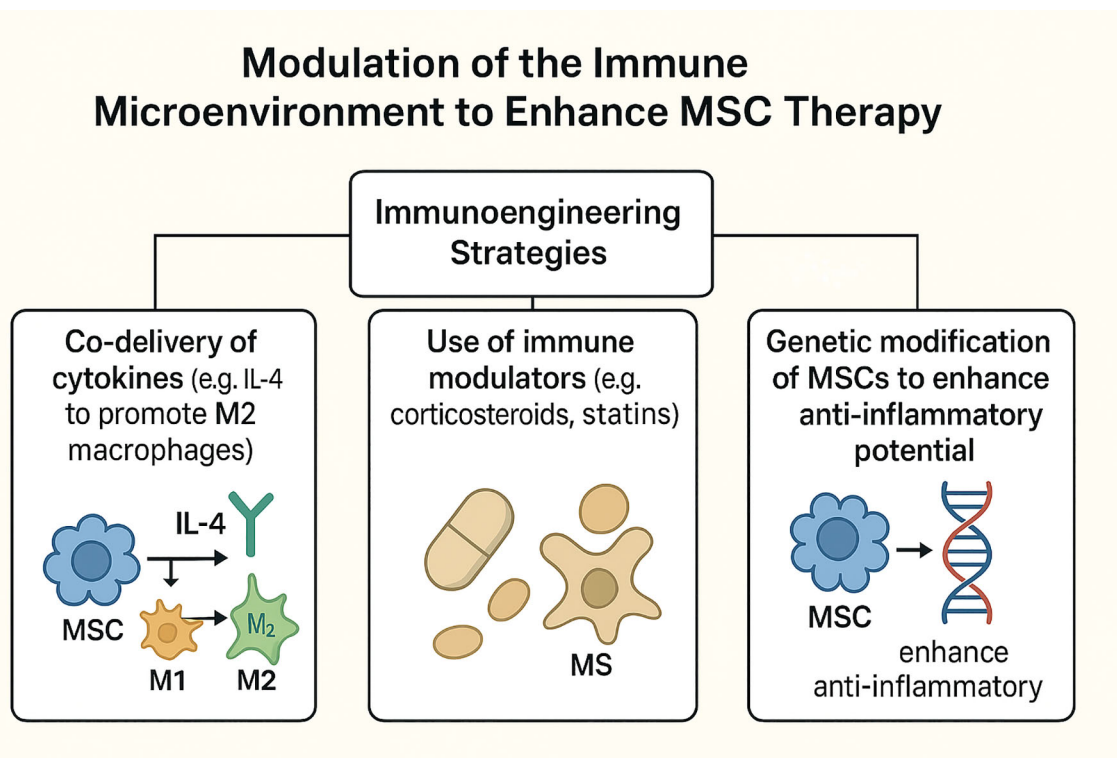 Modulation of the Immune
Microenvironment to Enhance MSC Therapy
Immunoengineering
Strategies
Co-delivery of
cytokines (e.g. IL-4
to promote M2
macrophages)
IL-4
MSC
M₂
M1
M2
Use of immune
modulators (e.g.
corticosteroids, statins)
MS
Genetic modification
of MSCs to enhance
anti-inflammatory
potential
MSC
enhance
anti-inflammatory